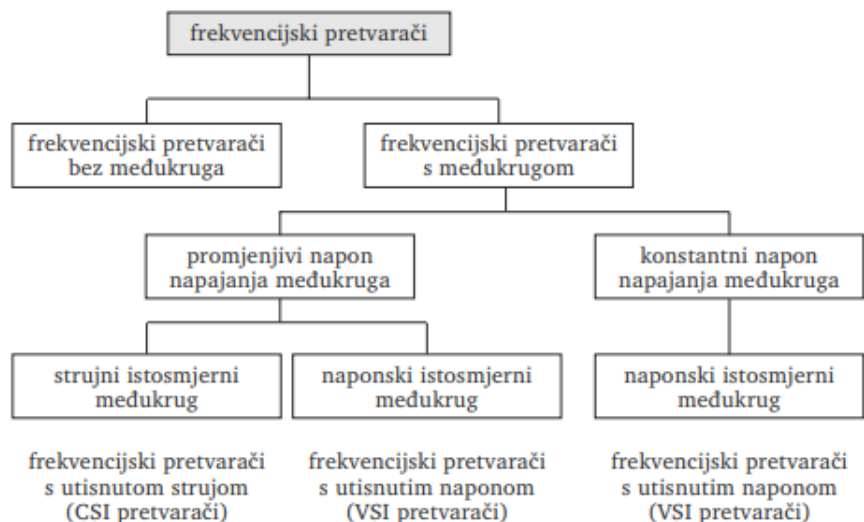 frekvencijski pretvarači
frekvencijski pretvarači
bez međukruga
frekvencijski pretvarači
s međukrugom
promjenjivi napon
napajanja međukruga
konstantni napon
napajanja međukruga
strujni istosmjerni
međukrug
naponski istosmjerni
međukrug
naponski istosmjerni
međukrug
frekvencijski pretvarači
s utisnutom strujom
(CSI pretvarači)
frekvencijski pretvarači
s utisnutim naponom
(VSI pretvarači)
frekvencijski pretvarači
s utisnutim naponom
(VSI pretvarači)